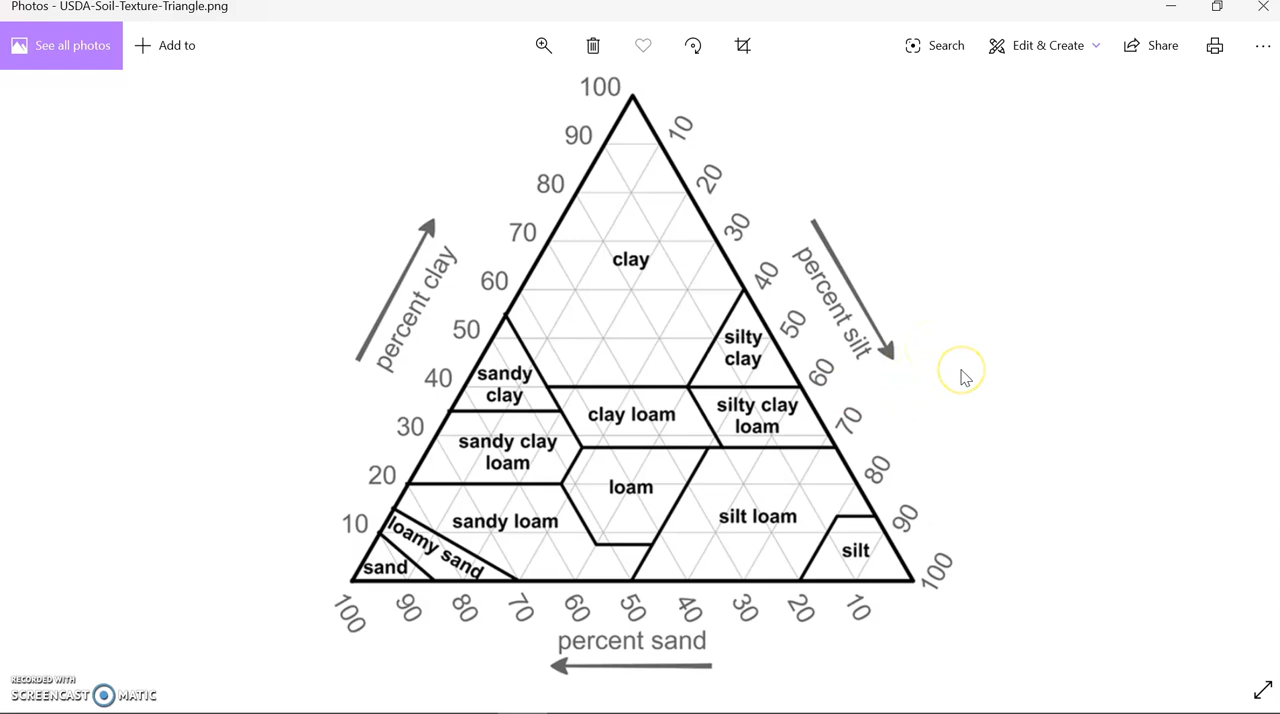 Photos - USDA-Soil-Texture-Triangle.png
See all photos
Add to
Search
Edit & Create
Share
100
90
80
70
60
50
40
30
20
10
percent clay
10
20
30
40
50
60
70
80
90
100
percent silt
clay
silty
clay
sandy
clay
clay loam
silty clay
loam
sandy clay
loam
loam
sandy loam
silt loam
loamy sand
silt
sand
100
90
80
70
60
50
40
30
20
10
percent sand
RECORDED WITH
SCREENCAST MATIC